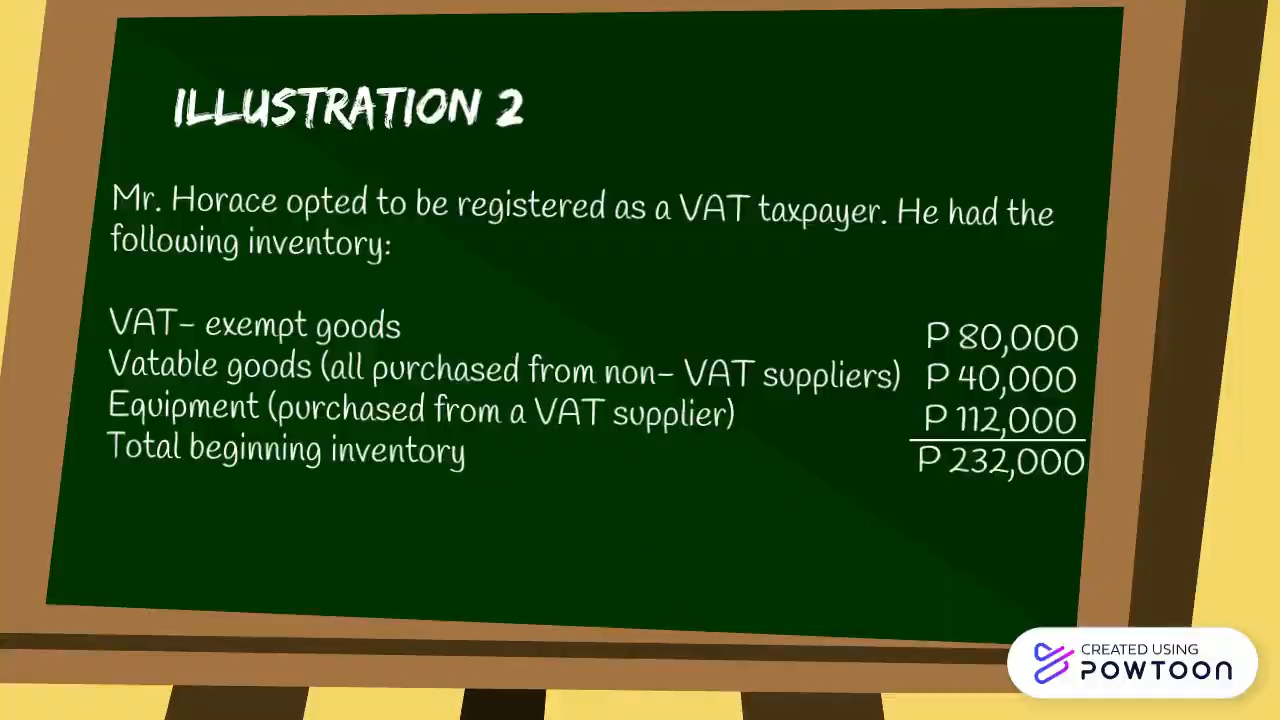 ILLUSTRATION 2
Mr. Horace opted to be registered as a VAT taxpayer. He had the
following inventory:
VAT- exempt goods P 80,000
Vatable goods (all purchased from non- VAT suppliers) P 40,000
Equipment (purchased from a VAT supplier) P 112,000
Total beginning inventory P 232,000
CREATED USING
POWTOON